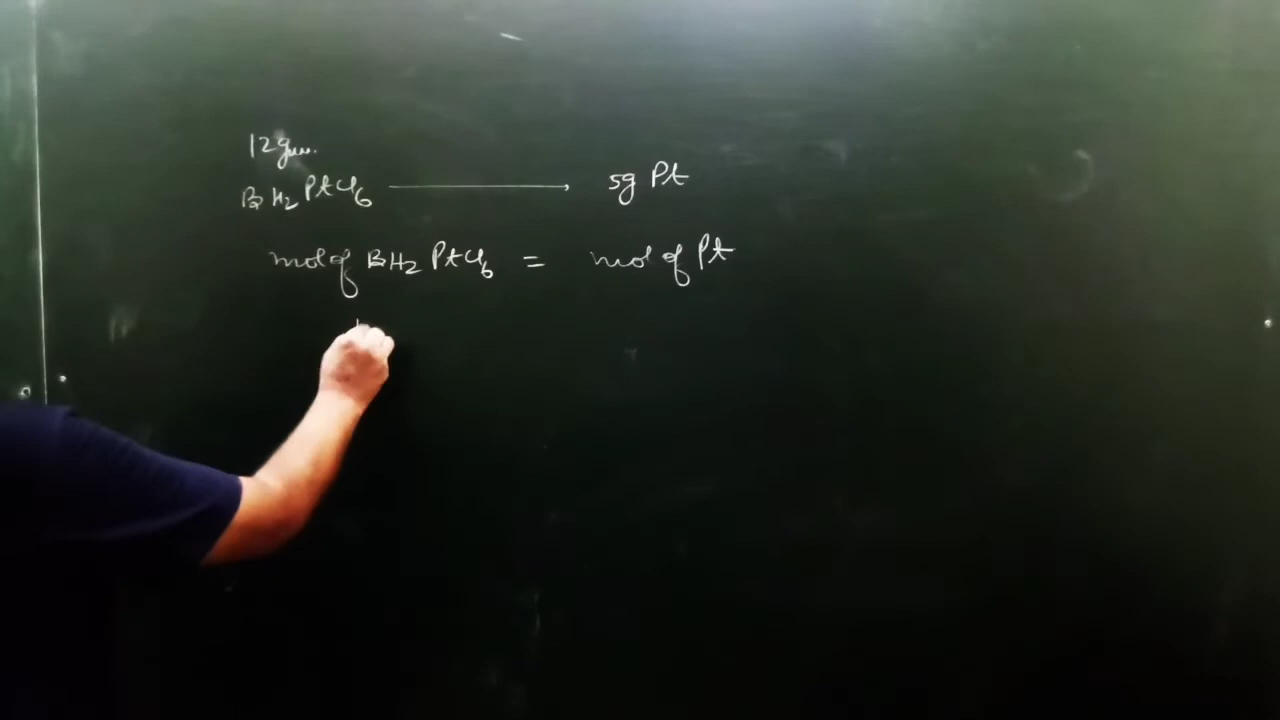 12gm.
BH₂PtCl₆ ⟶ 5g Pt
mol of BH₂PtCl₆ = mol of Pt